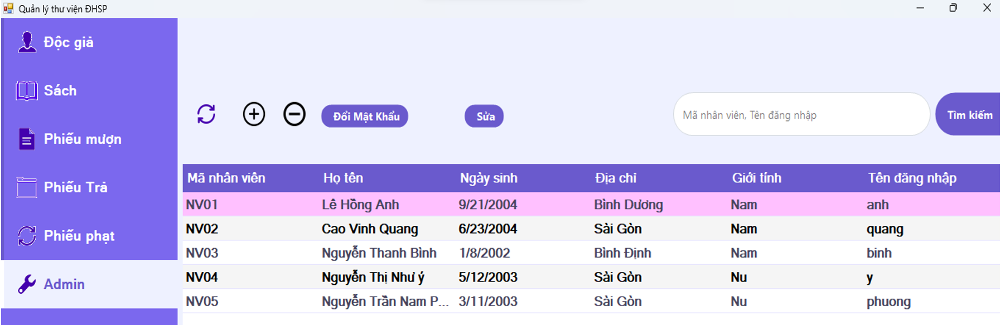 Quản lý thư viện ĐHSP
Độc giả
Sách
Phiếu mượn
Phiếu Trả
Phiếu phạt
Admin
Đổi Mật Khẩu Sửa Mã nhân viên, Tên đăng nhập Tìm kiếm
Mã nhân viên Họ tên Ngày sinh Địa chỉ Giới tính Tên đăng nhập
NV01 Lê Hồng Anh 9/21/2004 Bình Dương Nam anh
NV02 Cao Vinh Quang 6/23/2004 Sài Gòn Nam quang
NV03 Nguyễn Thanh Bình 1/8/2002 Bình Định Nam binh
NV04 Nguyễn Thị Như ý 5/12/2003 Sài Gòn Nu y
NV05 Nguyễn Trần Nam P... 3/11/2003 Sài Gòn Nu phuong